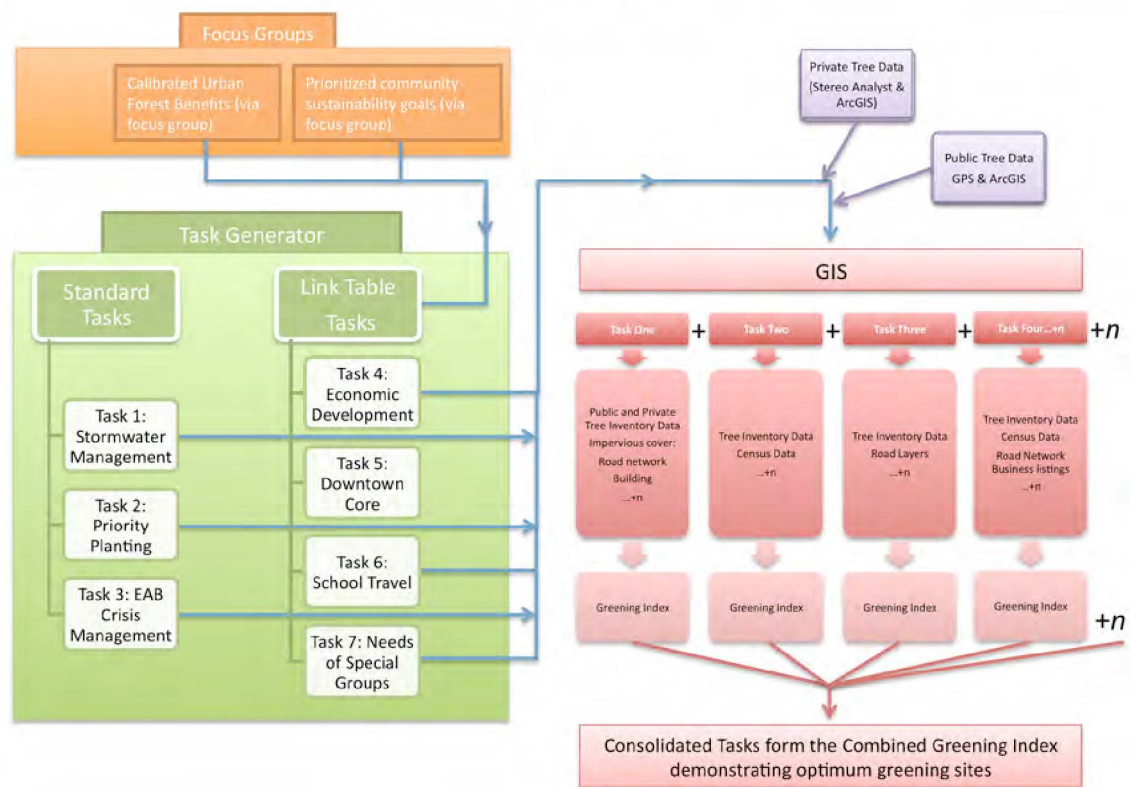 Focus Groups
Calibrated Urban
Forest Benefits (via
focus group)
Prioritized community
sustainability goals (via
focus group)
Task Generator
Standard
Tasks
Link Table
Tasks
Task 1:
Stormwater
Management
Task 2:
Priority
Planting
Task 3: EAB
Crisis
Management
Task 4:
Economic
Development
Task 5:
Downtown
Core
Task 6:
School Travel
Task 7: Needs
of Special
Groups
Private Tree Data
(Stereo Analyst &
ArcGIS)
Public Tree Data
GPS & ArcGIS
GIS
Task One
+
Task Two
+
Task Three
+
Task Four...+n
+n
Public and Private
Tree Inventory Data
Impervious cover:
Road network
Building
...+n
Tree Inventory Data
Census Data
...+n
Tree Inventory Data
Road Layers
...+n
Tree Inventory Data
Census Data
Road Network
Business listings
...+n
Greening Index
Greening Index
Greening Index
Greening Index
+n
Consolidated Tasks form the Combined Greening Index
demonstrating optimum greening sites